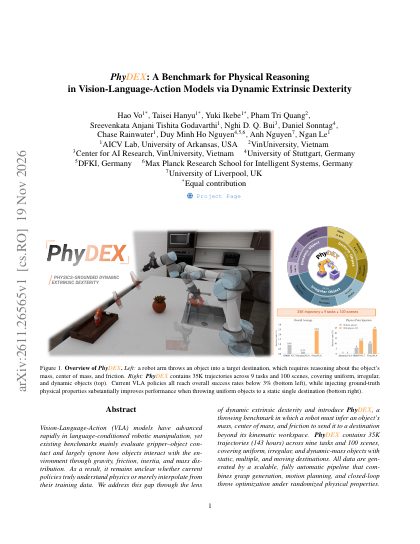 PhyDEX: A Benchmark for Physical Reasoning
in Vision-Language-Action Models via Dynamic Extrinsic Dexterity
Hao Vo1*, Taisei Hanyu1*, Yuki Ikebe1*, Pham Tri Quang2,
Sreevenkata Anjani Tishita Godavarthi1, Nghi D. Q. Bui3, Daniel Sonntag4,
Chase Rainwater1, Duy Minh Ho Nguyen4,5,6, Anh Nguyen7, Ngan Le1
1AICV Lab, University of Arkansas, USA 2VinUniversity, Vietnam
3Center for AI Research, VinUniversity, Vietnam 4University of Stuttgart, Germany
5DFKI, Germany 6Max Planck Research School for Intelligent Systems, Germany
7University of Liverpool, UK
*Equal contribution
Project Page
arXiv:2611.26565v1 [cs.RO] 19 Nov 2026
PhyDEX
PHYSICS-GROUNDED DYNAMIC
EXTRINSIC DEXTERITY
PhyDEX
Irregular Object
35K trajectory x 9 tasks x 100 scenes
Figure 1. Overview of PhyDEX. Left: a robot arm throws an object into a target destination, which requires reasoning about the object's
mass, center of mass, and friction. Right: PhyDEX contains 35K trajectories across 9 tasks and 100 scenes, covering uniform, irregular,
and dynamic objects (top). Current VLA policies all reach overall success rates below 5% (bottom left), while injecting ground-truth
physical properties substantially improves performance when throwing uniform objects to a static single destination (bottom right).
Abstract
Vision-Language-Action (VLA) models have advanced
rapidly in language-conditioned robotic manipulation, yet
existing benchmarks mainly evaluate gripper-object con-
tact and largely ignore how objects interact with the
environment through gravity, friction, inertia, and mass dis-
tribution. As a result, it remains unclear whether current
policies truly understand physics or merely interpolate from
their training data. We address this gap through the lens
of dynamic extrinsic dexterity and introduce PhyDEX, a
throwing benchmark in which a robot must infer an object's
mass, center of mass, and friction to send it to a destination
beyond its kinematic workspace. PhyDEX contains 35K
trajectories (143 hours) across nine tasks and 100 scenes,
covering uniform, irregular, and dynamic-mass objects with
static, multiple, and moving destinations. All data are gen-
erated by a scalable, fully automatic pipeline that com-
bines grasp generation, motion planning, and closed-loop
throw optimization under randomized physical properties.
1